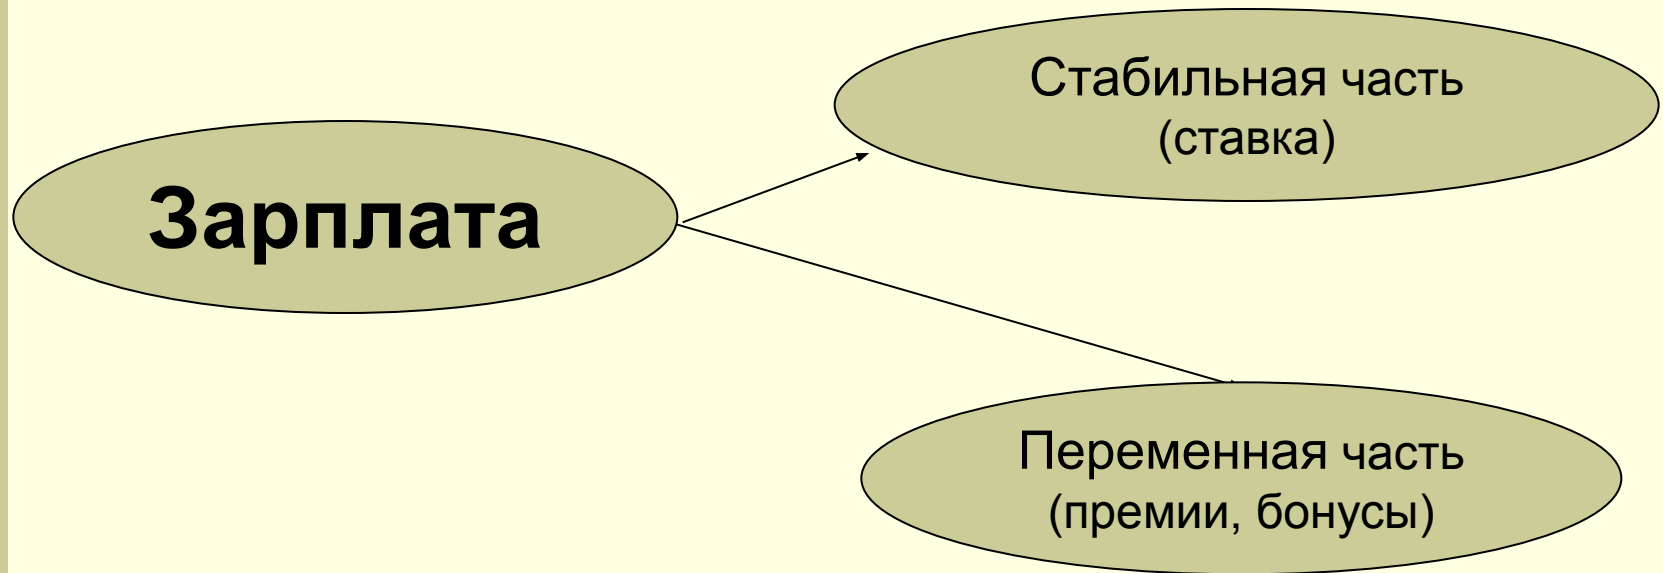 Зарплата
Стабильная часть
(ставка)
Переменная часть
(премии, бонусы)